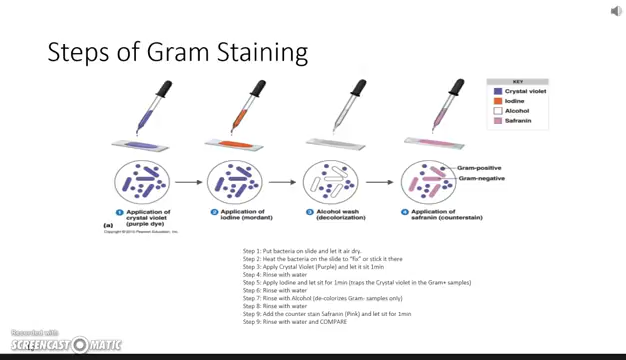 Steps of Gram Staining
KEY
Crystal violet
Iodine
Alcohol
Safranin
Gram-positive
Gram-negative
1 Application of
crystal violet
(purple dye)
2 Application of
iodine (mordant)
3 Alcohol wash
(decolorization)
4 Application of
safranin (counterstain)
(a)
Copyright © 2010 Pearson Education, Inc.
Step 1: Put bacteria on slide and let it air dry.
Step 2: Heat the bacteria on the slide to "fix" or stick it there
Step 3: Apply Crystal Violet (Purple) and let it sit 1min
Step 4: Rinse with water
Step 5: Apply Iodine and let sit for 1min (traps the Crystal violet in the Gram+ samples)
Step 6: Rinse with water
Step 7: Rinse with Alcohol (de-colorizes Gram- samples only)
Step 8: Rinse with water
Step 9: Add the counter stain Safranin (Pink) and let sit for 1min
Step 9: Rinse with water and COMPARE
Recorded with
SCREENCAST MATIC